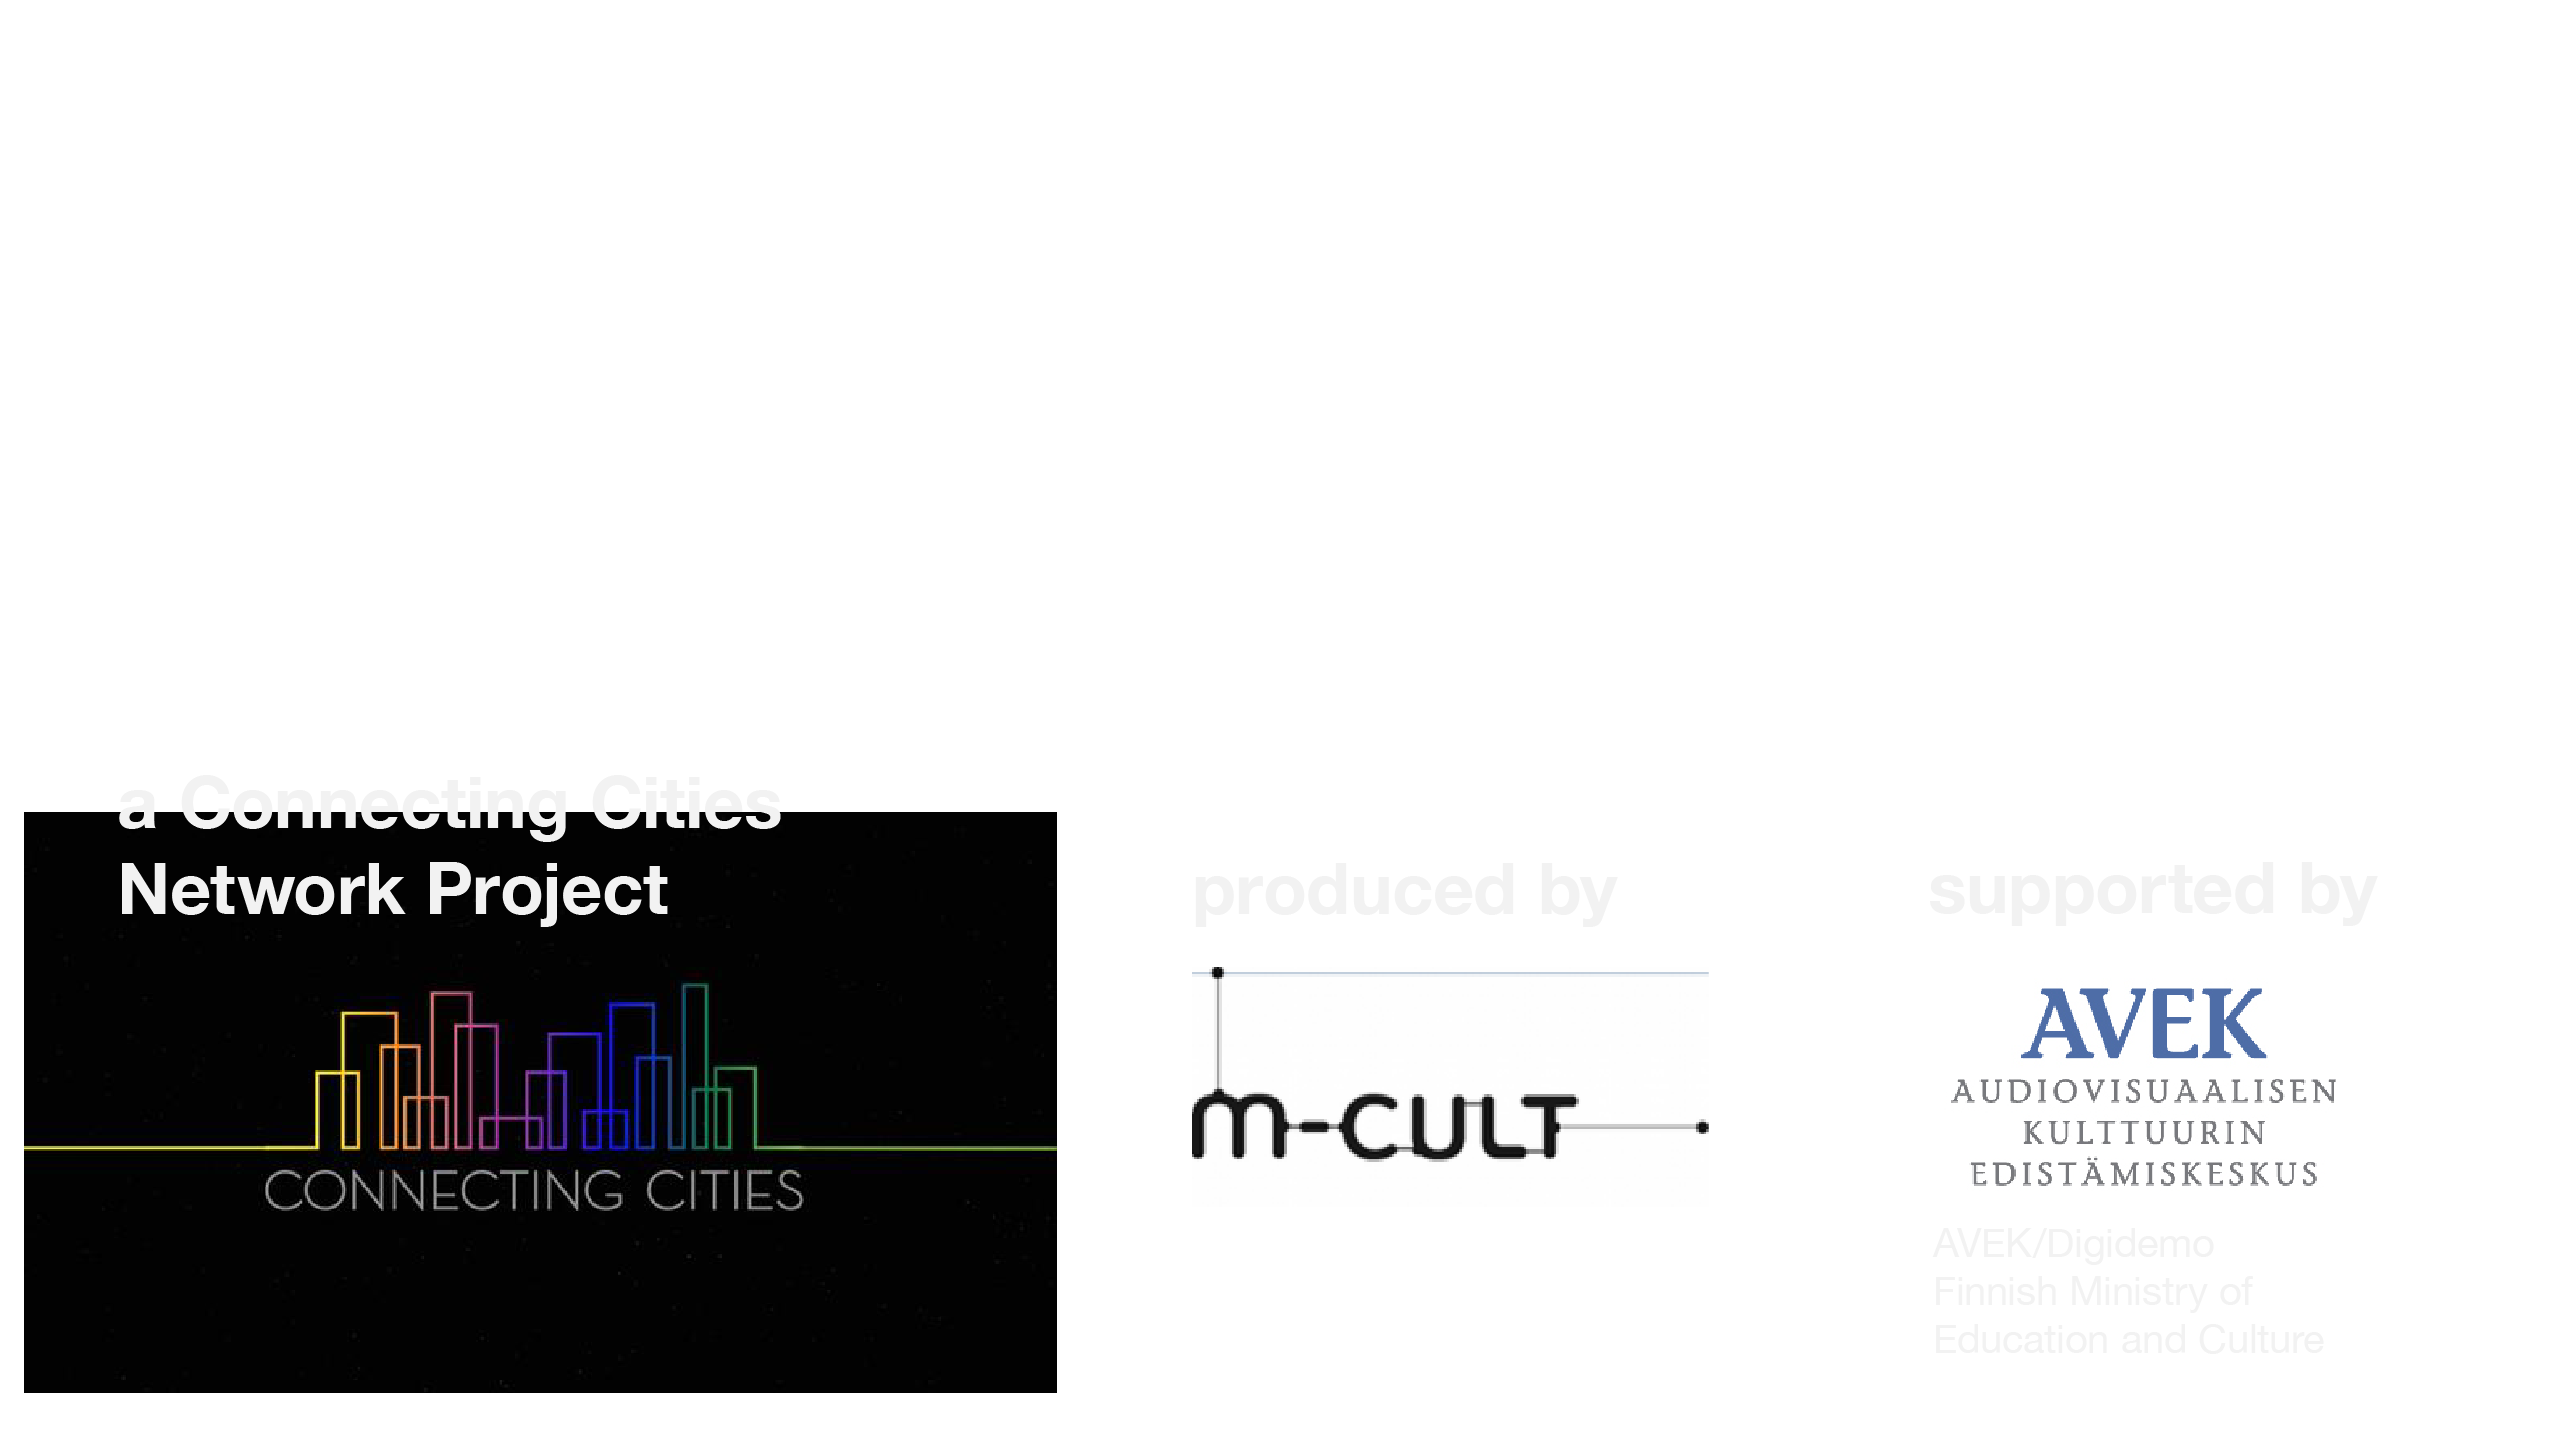 a Connecting Cities
Network Project
CONNECTING CITIES
produced by
m-CULT
supported by
AVEK
AUDIOVISUAALISEN
KULTTUURIN
EDISTÄMISKESKUS
AVEK/Digidemo
Finnish Ministry of
Education and Culture